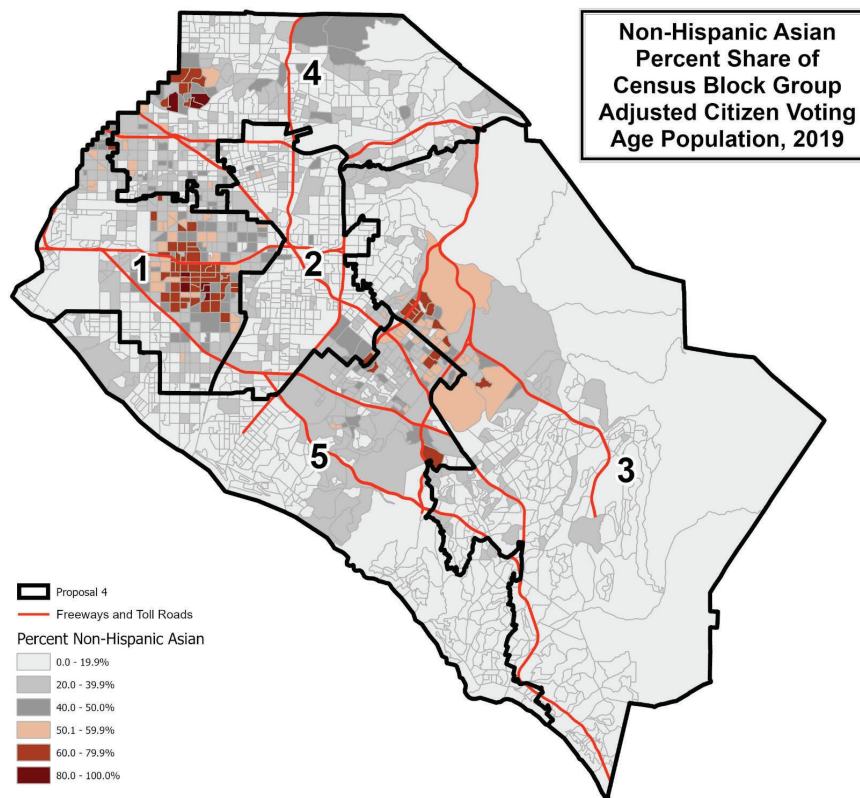 Non-Hispanic Asian
Percent Share of
Census Block Group
Adjusted Citizen Voting
Age Population, 2019
4
1
2
5
3
Proposal 4
Freeways and Toll Roads
Percent Non-Hispanic Asian
0.0 - 19.9%
20.0 - 39.9%
40.0 - 50.0%
50.1 - 59.9%
60.0 - 79.9%
80.0 - 100.0%